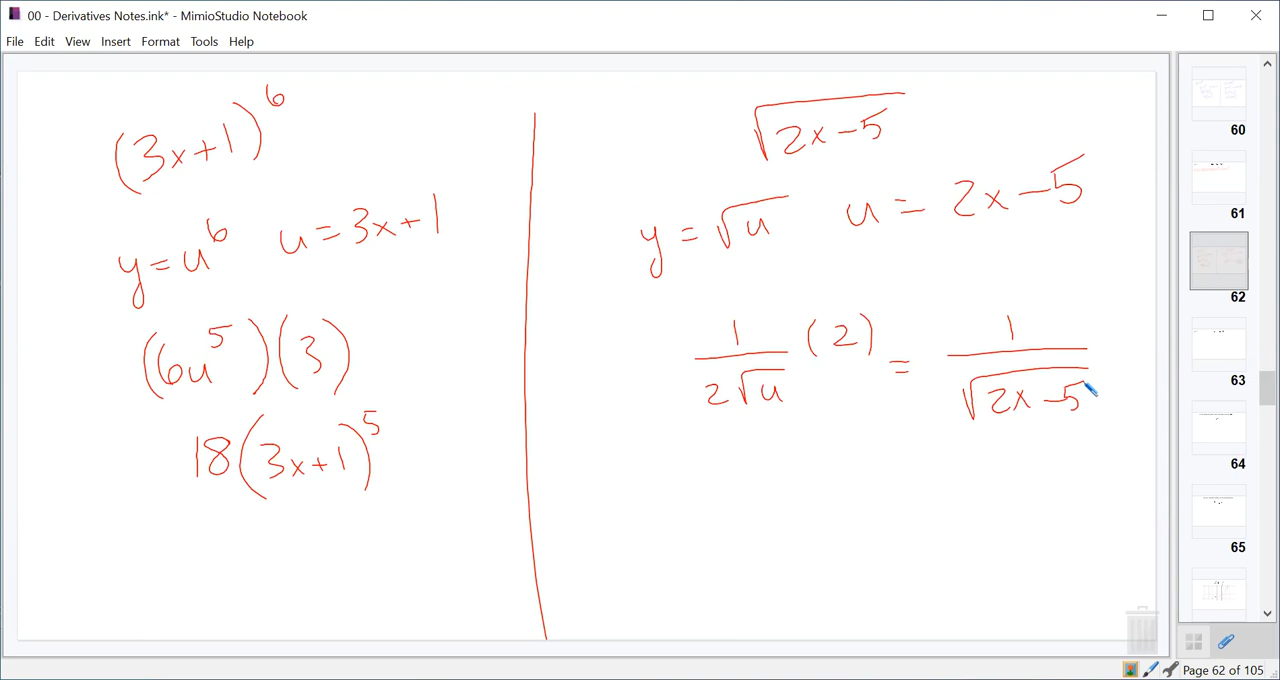 00 - Derivatives Notes.ink* - MimioStudio Notebook
File Edit View Insert Format Tools Help
(3x+1)^6
y = u^6 u = 3x+1
(6u^5)(3)
18(3x+1)^5
√(2x-5)
y = √u u = 2x-5
1/(2√u) (2) = 1/√(2x-5)
60
61
62
63
64
65
Page 62 of 105